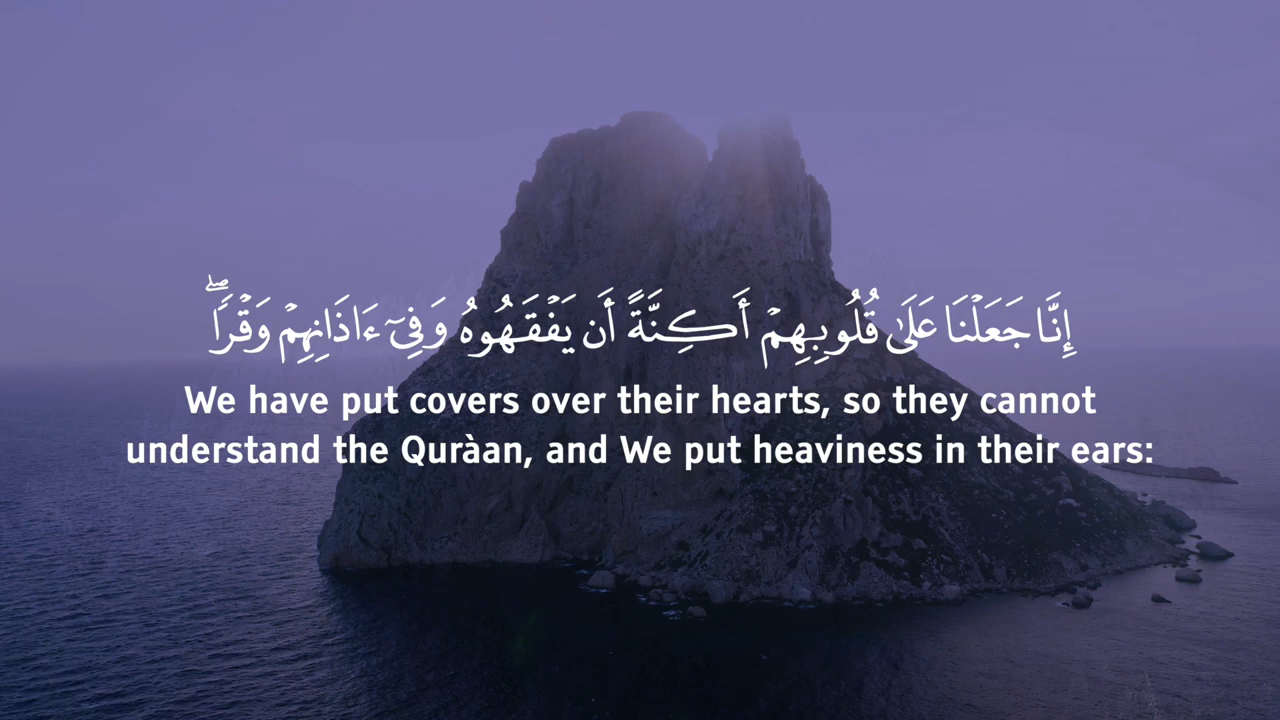 إِنَّا جَعَلۡنَا عَلَىٰ قُلُوبِهِمۡ أَكِنَّةً أَن يَفۡقَهُوهُ وَفِيٓ ءَاذَانِهِمۡ وَقۡرٗاۖ
We have put covers over their hearts, so they cannot
understand the Quràan, and We put heaviness in their ears: